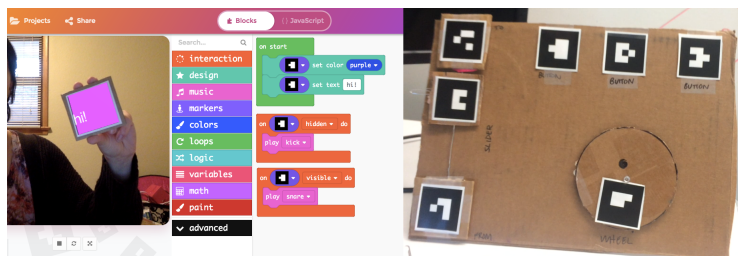 Projects
Share
Blocks
{} JavaScript
Search...
interaction
design
music
markers
colors
loops
logic
variables
math
paint
advanced
hi!
on start
set color purple
set text hi!
on hidden do
play kick
on visible do
play snare
BUTTON
BUTTON
SLIDER
WHEEL